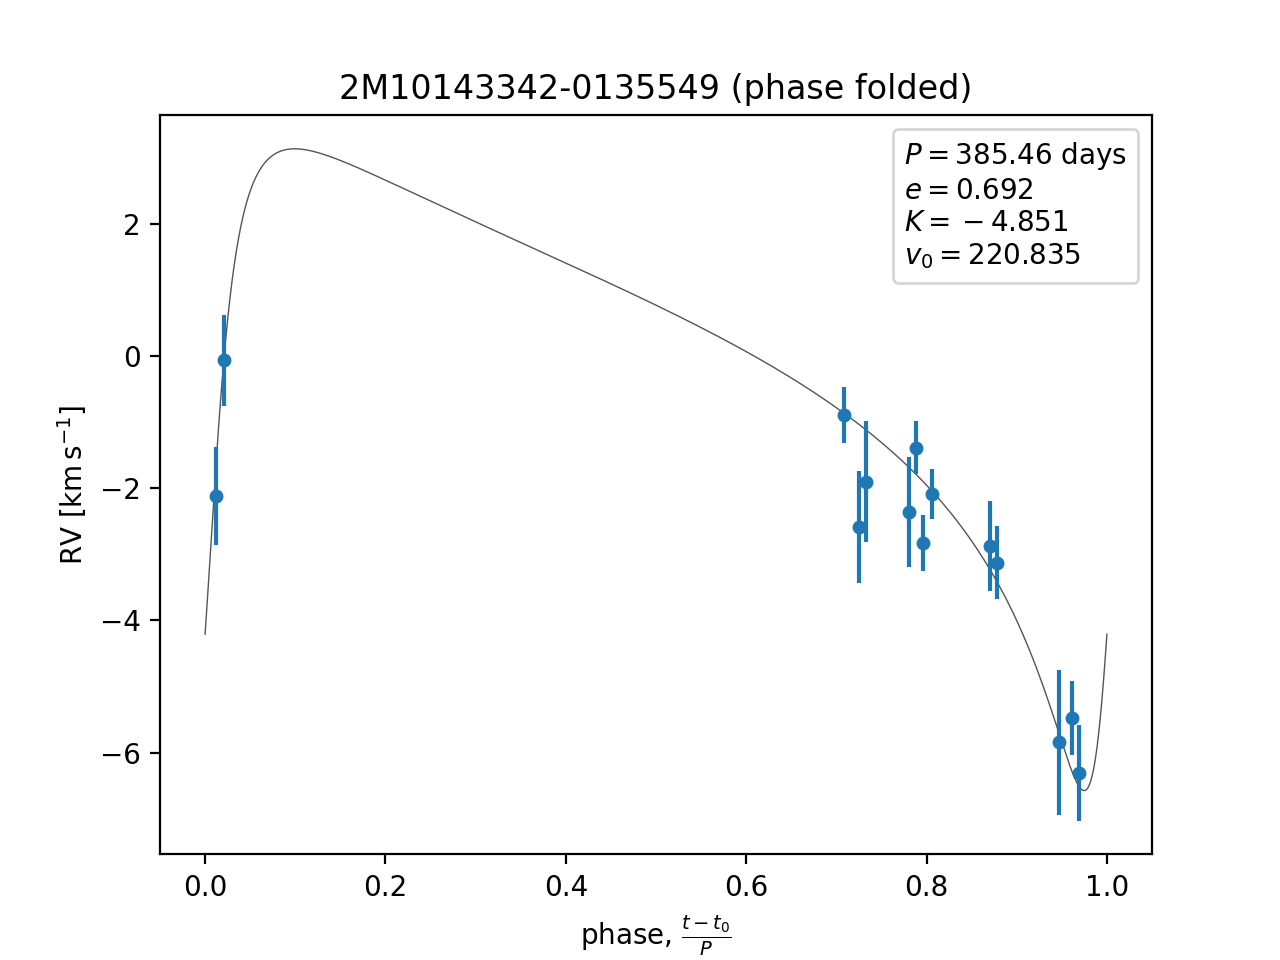 2M10143342-0135549 (phase folded)
P = 385.46 days
e = 0.692
K = −4.851
v₀ = 220.835
RV [km s⁻¹]
2
0
−2
−4
−6
0.0 0.2 0.4 0.6 0.8 1.0
phase, (t − t₀)/P